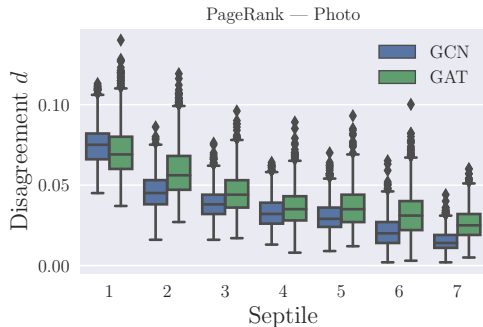 PageRank — Photo
GCN
GAT
Disagreement d
0.10
0.05
0.00
1 2 3 4 5 6 7
Septile